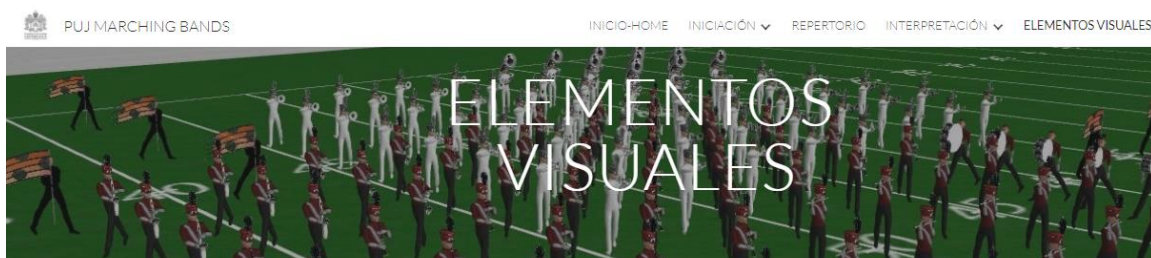 PUJ MARCHING BANDS
INICIO-HOME INICIACIÓN REPERTORIO INTERPRETACIÓN ELEMENTOS VISUALES
ELEMENTOS
VISUALES